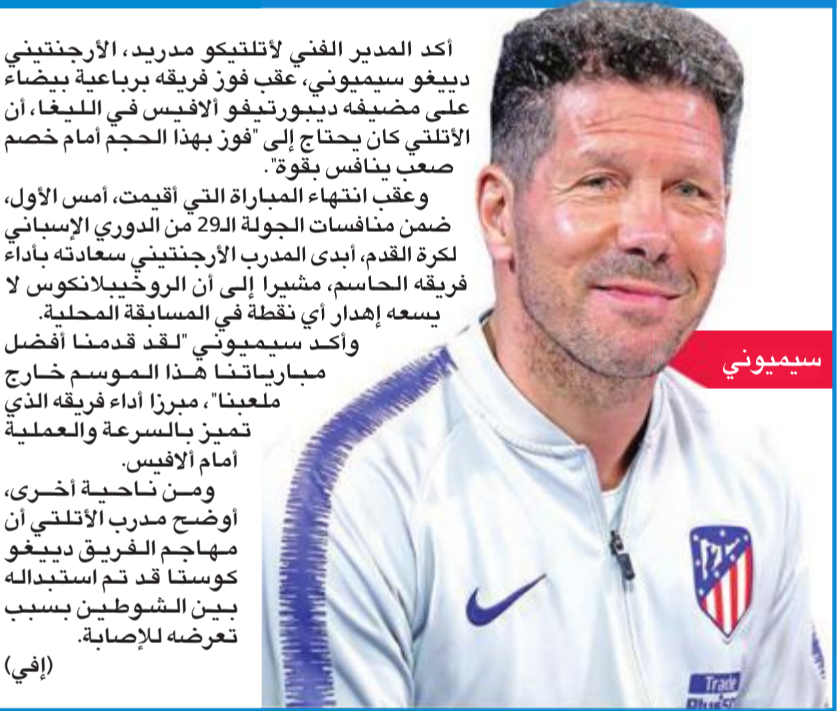 أكد المدير الفني لأتلتيكو مدريد، الأرجنتيني
دييغو سيميوني، عقب فوز فريقه برباعية بيضاء
على مضيفه ديبورتيفو ألافيس في الليغا، أن
الأتلتي كان يحتاج إلى "فوز بهذا الحجم أمام خصم
صعب ينافس بقوة".
وعقب انتهاء المباراة التي أقيمت، أمس الأول،
ضمن منافسات الجولة الـ29 من الدوري الإسباني
لكرة القدم، أبدى المدرب الأرجنتيني سعادته بأداء
فريقه الحاسم، مشيرا إلى أن الروخيبلانكوس لا
يسعه إهدار أي نقطة في المسابقة المحلية.
وأكد سيميوني "لقد قدمنا أفضل
مبارياتنا هذا الموسم خارج
ملعبنا"، مبرزا أداء فريقه الذي
تميز بالسرعة والعملية
أمام ألافيس.
ومن ناحية أخرى،
أوضح مدرب الأتلتي أن
مهاجم الفريق دييغو
كوستا قد تم استبداله
بين الشوطين بسبب
تعرضه للإصابة.
(إفي)
سيميوني
Trade
Plus500